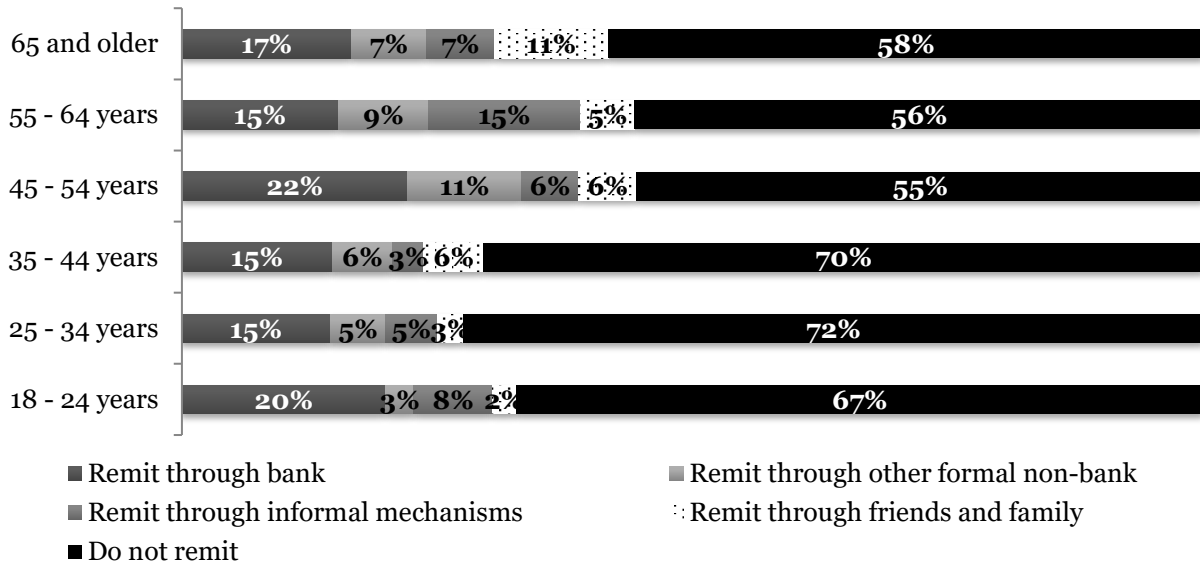 65 and older 17% 7% 7% 11% 58%
55 - 64 years 15% 9% 15% 5% 56%
45 - 54 years 22% 11% 6% 6% 55%
35 - 44 years 15% 6% 3% 6% 70%
25 - 34 years 15% 5% 5% 3% 72%
18 - 24 years 20% 3% 8% 2% 67%
Remit through bank Remit through other formal non-bank
Remit through informal mechanisms Remit through friends and family
Do not remit